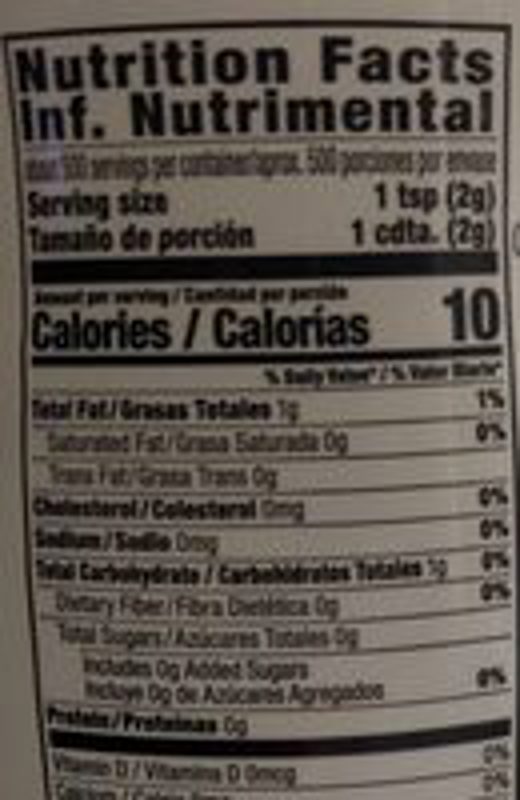 Nutrition Facts
Inf. Nutrimental
500 servings per container/aprox. 500 porciones por envase
Serving size 1 tsp (2g)
Tamaño de porción 1 cdta. (2g)
Amount per serving / Cantidad por porción
Calories / Calorías 10
% Daily Value* / % Valor Diario*
Total Fat/Grasas Totales 1g 1%
Saturated Fat/Grasa Saturada 0g 0%
Trans Fat/Grasa Trans 0g
Cholesterol/Colesterol 0mg 0%
Sodium/Sodio 0mg 0%
Total Carbohydrate / Carbohidratos Totales 1g 0%
Dietary Fiber/Fibra Dietética 0g 0%
Total Sugars/Azúcares Totales 0g
Includes 0g Added Sugars
Incluye 0g de Azúcares Agregados 0%
Protein/Proteínas 0g
Vitamin D / Vitamina D 0mcg 0%
Calcium / 0%